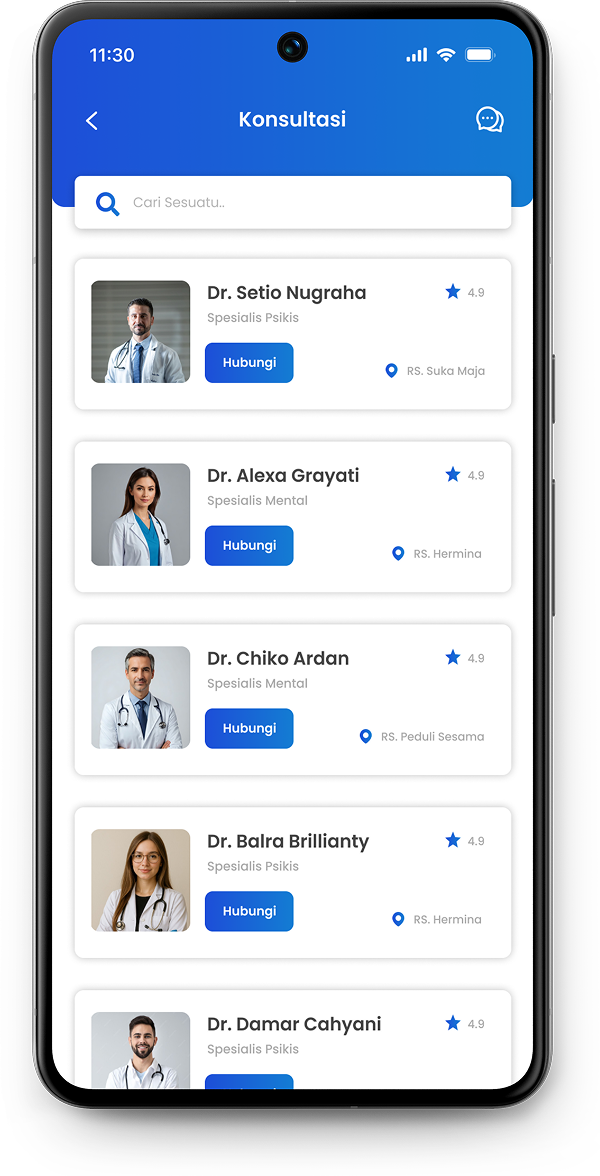 11:30
Konsultasi
Cari Sesuatu..
Dr. Setio Nugraha
4.9
Spesialis Psikis
Hubungi
RS. Suka Maja
Dr. Alexa Grayati
4.9
Spesialis Mental
Hubungi
RS. Hermina
Dr. Chiko Ardan
4.9
Spesialis Mental
Hubungi
RS. Peduli Sesama
Dr. Balra Brillianty
4.9
Spesialis Psikis
Hubungi
RS. Hermina
Dr. Damar Cahyani
4.9
Spesialis Psikis